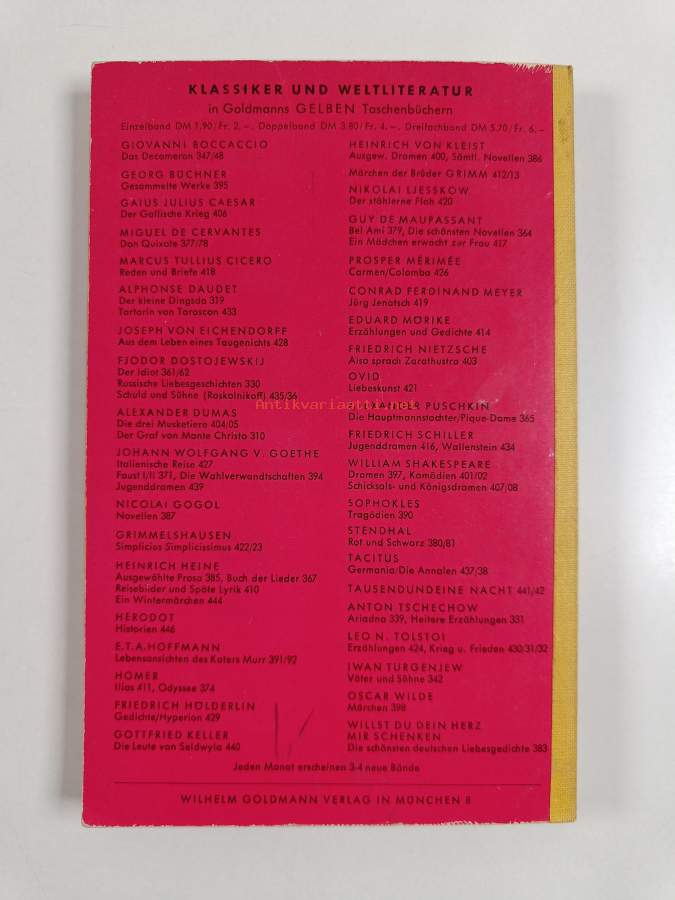 KLASSIKER UND WELTLITERATUR
in Goldmanns GELBEN Taschenbüchern
Einzelband DM 1,90/Fr. 2,–. Doppelband DM 3.80/Fr. 4.–. Dreifachband DM 5,70/Fr. 6,–
GIOVANNI BOCCACCIO
Das Decameron 347/48
GEORG BÜCHNER
Gesammelte Werke 395
GAIUS JULIUS CAESAR
Der Gallische Krieg 406
MIGUEL DE CERVANTES
Don Quixote 377/78
MARCUS TULLIUS CICERO
Reden und Briefe 418
ALPHONSE DAUDET
Der kleine Dingsda 319
Tartarin von Tarascon 433
JOSEPH VON EICHENDORFF
Aus dem Leben eines Taugenichts 428
FJODOR DOSTOJEWSKIJ
Der Idiot 361/62
Russische Liebesgeschichten 330
Schuld und Sühne (Raskolnikoff) 435/36
ALEXANDER DUMAS
Die drei Musketiere 404/05
Der Graf von Monte Christo 310
JOHANN WOLFGANG V. GOETHE
Italienische Reise 427
Faust I/II 371, Die Wahlverwandtschaften 394
Jugenddramen 439
NICOLAI GOGOL
Novellen 387
GRIMMELSHAUSEN
Simplicius Simplicissimus 422/23
HEINRICH HEINE
Ausgewählte Prosa 385, Buch der Lieder 367
Reisebilder und Späte Lyrik 410
Ein Wintermärchen 444
HERODOT
Historien 446
E.T.A. HOFFMANN
Lebensansichten des Katers Murr 391/92
HOMER
Ilias 411, Odyssee 374
FRIEDRICH HÖLDERLIN
Gedichte/Hyperion 429
GOTTFRIED KELLER
Die Leute von Seldwyla 440
HEINRICH VON KLEIST
Ausgew. Dramen 400, Sämtl. Novellen 386
Märchen der Brüder GRIMM 412/13
NIKOLAI LJESSKOW
Der stählerne Floh 420
GUY DE MAUPASSANT
Bel Ami 379, Die schönsten Novellen 364
Ein Mädchen erwacht zur Frau 417
PROSPER MÉRIMÉE
Carmen/Colomba 426
CONRAD FERDINAND MEYER
Jürg Jenatsch 419
EDUARD MÖRIKE
Erzählungen und Gedichte 414
FRIEDRICH NIETZSCHE
Also sprach Zarathustra 403
OVID
Liebeskunst 421
ALEXANDER PUSCHKIN
Die Hauptmannstochter/Pique-Dame 365
FRIEDRICH SCHILLER
Jugenddramen 416, Wallenstein 434
WILLIAM SHAKESPEARE
Dramen 397, Komödien 401/02
Schicksals- und Königsdramen 407/08
SOPHOKLES
Tragödien 390
STENDHAL
Rot und Schwarz 380/81
TACITUS
Germania/Die Annalen 437/38
TAUSENDUNDEINE NACHT 441/42
ANTON TSCHECHOW
Ariadna 339, Heitere Erzählungen 331
LEO N. TOLSTOI
Erzählungen 424, Krieg u. Frieden 430/31/32
IWAN TURGENJEW
Väter und Söhne 342
OSCAR WILDE
Märchen 398
WILLST DU DEIN HERZ
MIR SCHENKEN
Die schönsten deutschen Liebesgedichte 383
Jeden Monat erscheinen 3-4 neue Bände
WILHELM GOLDMANN VERLAG IN MÜNCHEN 8
Antikvariaatti.net